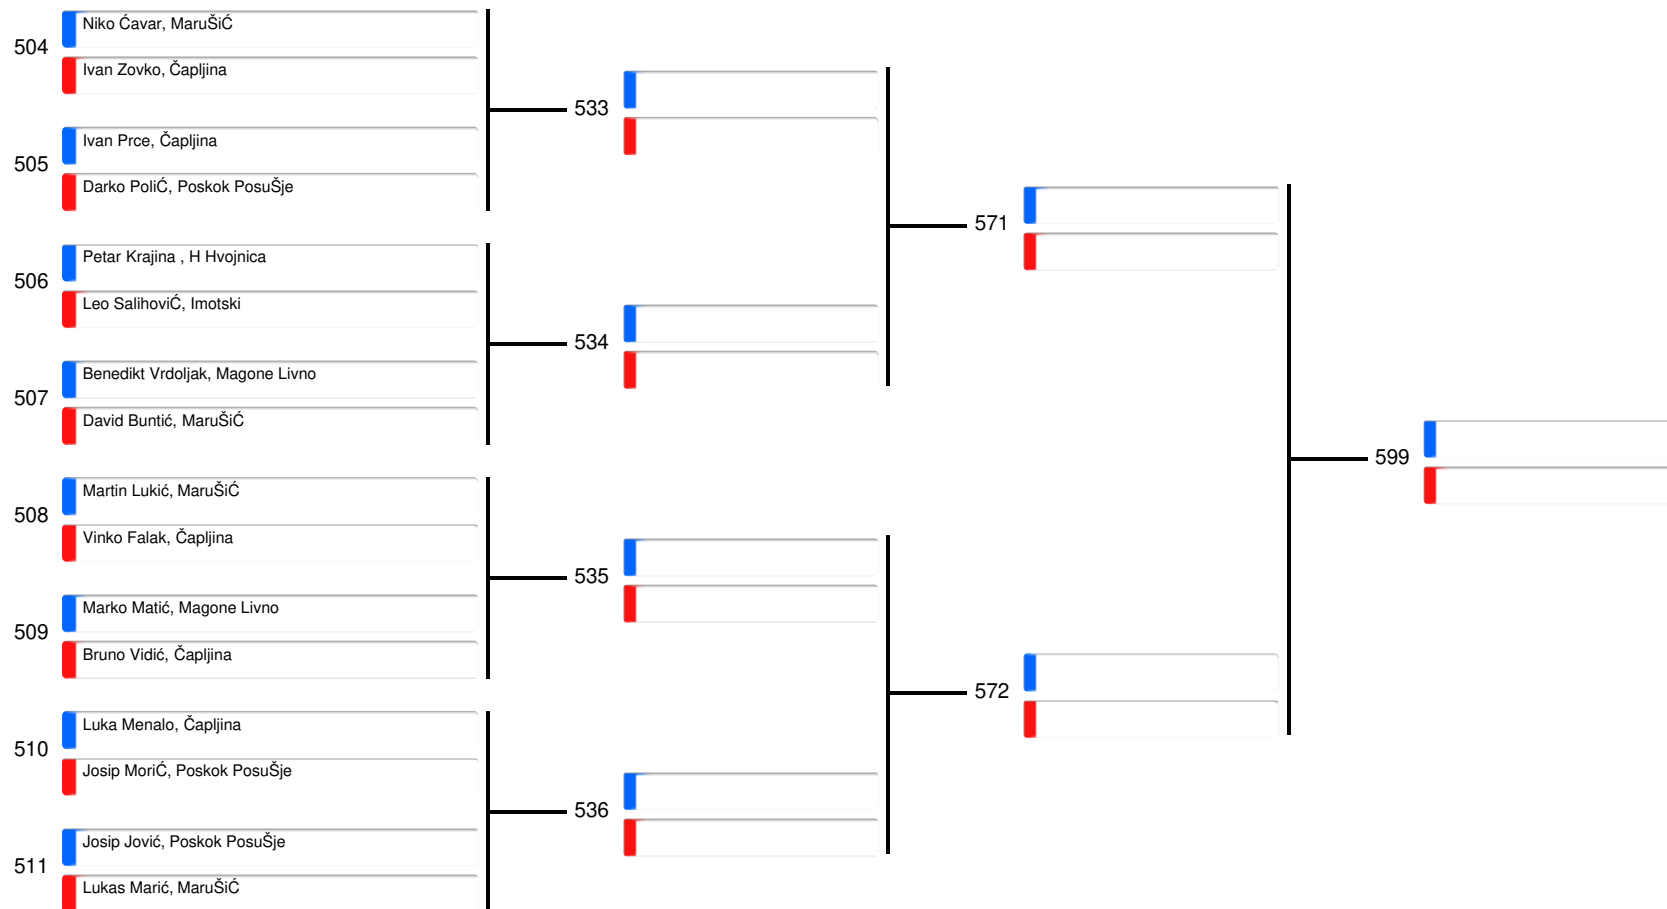 504
Niko Ćavar, MaruŠiĆ
Ivan Zovko, Čapljina
505
Ivan Prce, Čapljina
Darko PoliĆ, Poskok PosuŠje
506
Petar Krajina , H Hvojnica
Leo SalihoviĆ, Imotski
507
Benedikt Vrdoljak, Magone Livno
David Buntić, MaruŠiĆ
508
Martin Lukić, MaruŠiĆ
Vinko Falak, Čapljina
509
Marko Matić, Magone Livno
Bruno Vidić, Čapljina
510
Luka Menalo, Čapljina
Josip MoriĆ, Poskok PosuŠje
511
Josip Jović, Poskok PosuŠje
Lukas Marić, MaruŠiĆ
533
534
535
536
571
572
599